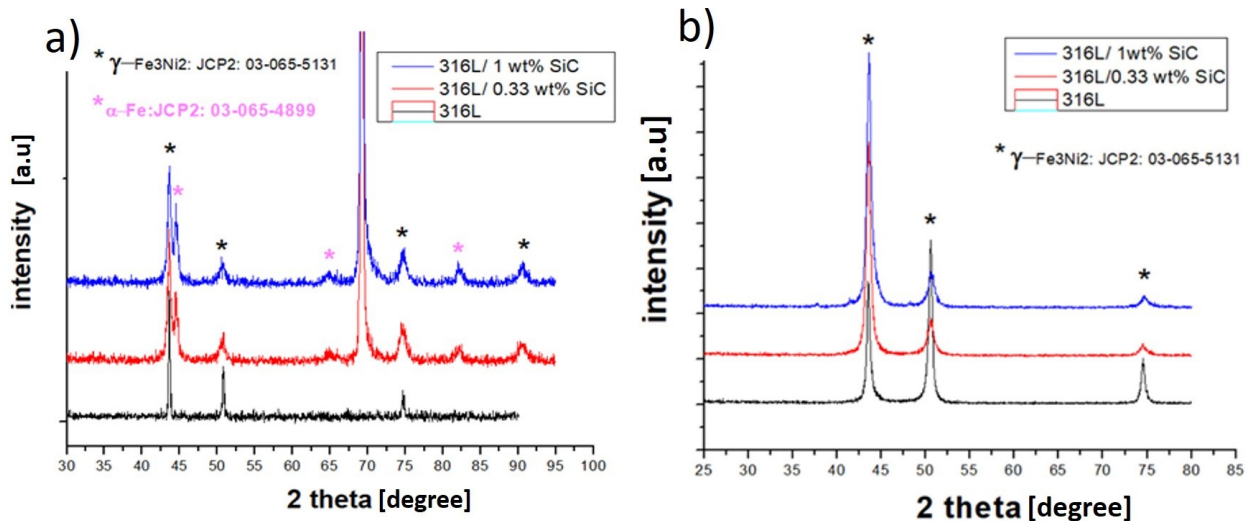 a)
* γ—Fe3Ni2: JCP2: 03-065-5131
* α–Fe:JCP2: 03-065-4899
316L/ 1 wt% SiC
316L/ 0.33 wt% SiC
316L
* * * * * * *
intensity [a.u]
30 35 40 45 50 55 60 65 70 75 80 85 90 95 100
2 theta [degree]
b)
316L/ 1wt% SiC
316L/0.33 wt% SiC
316L
* γ—Fe3Ni2: JCP2: 03-065-5131
* * *
intensity [a.u]
25 30 35 40 45 50 55 60 65 70 75 80 85
2 theta [degree]